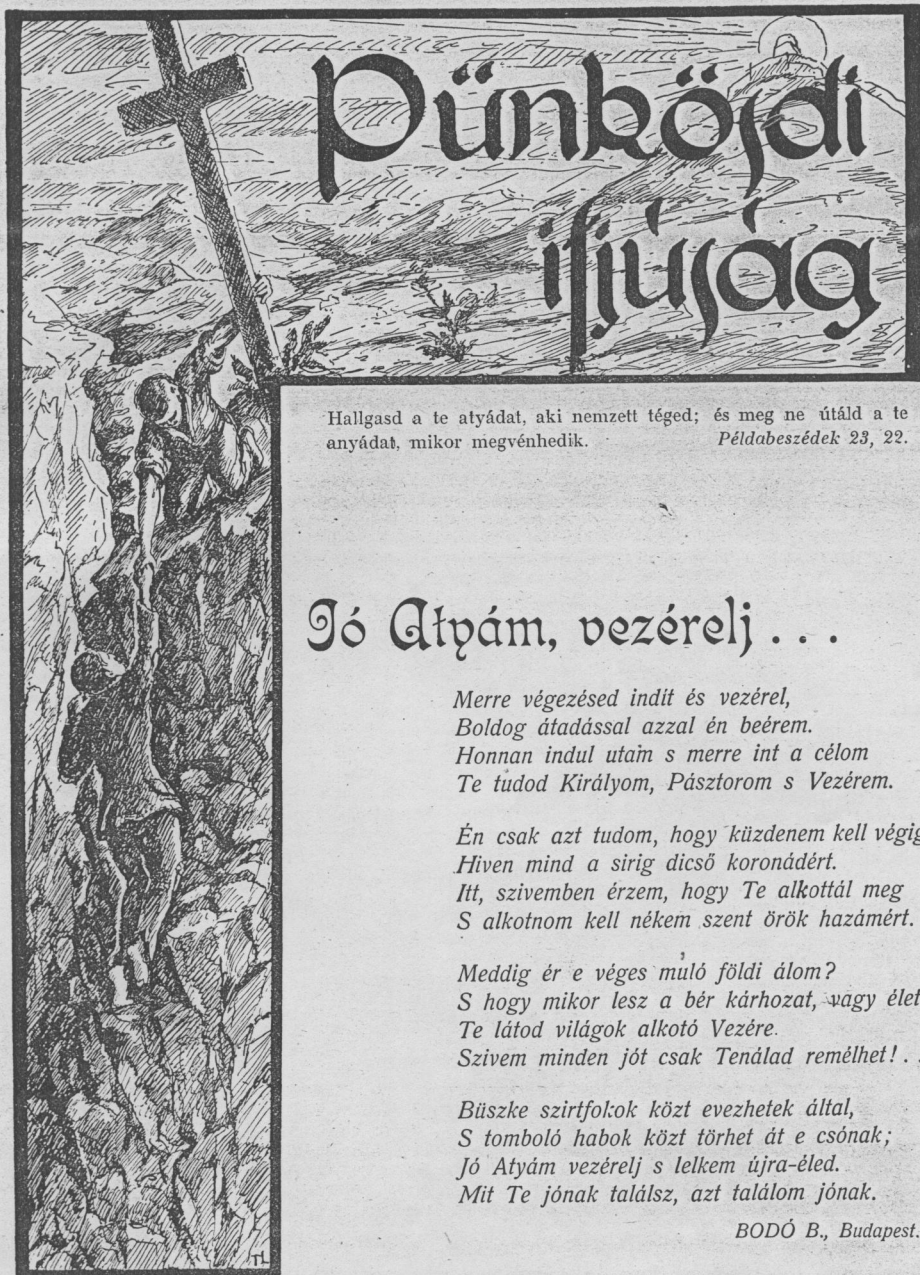 Pünkösdi
ifjúság
Hallgasd a te atyádat, aki nemzett téged; és meg ne útáld a te
anyádat, mikor megvénhedik. Példabeszédek 23, 22.
Jó Atyám, vezérelj . . .
Merre végezésed indít és vezérel,
Boldog átadással azzal én beérem.
Honnan indul utam s merre int a célom
Te tudod Királyom, Pásztorom s Vezérem.
Én csak azt tudom, hogy küzdenem kell végig
Hiven mind a sirig dicső koronádért.
Itt, szivemben érzem, hogy Te alkottál meg
S alkotnom kell nékem szent örök hazámért.
Meddig ér e véges muló földi álom?
S hogy mikor lesz a bér kárhozat, vagy élet
Te látod világok alkotó Vezére.
Szivem minden jót csak Tenálad remélhet! . .
Büszke szirtfokok közt evezhetek által,
S tomboló habok közt törhet át e csónak;
Jó Atyám vezérelj s lelkem újra-éled.
Mit Te jónak találsz, azt találom jónak.
BODÓ B., Budapest.
TL